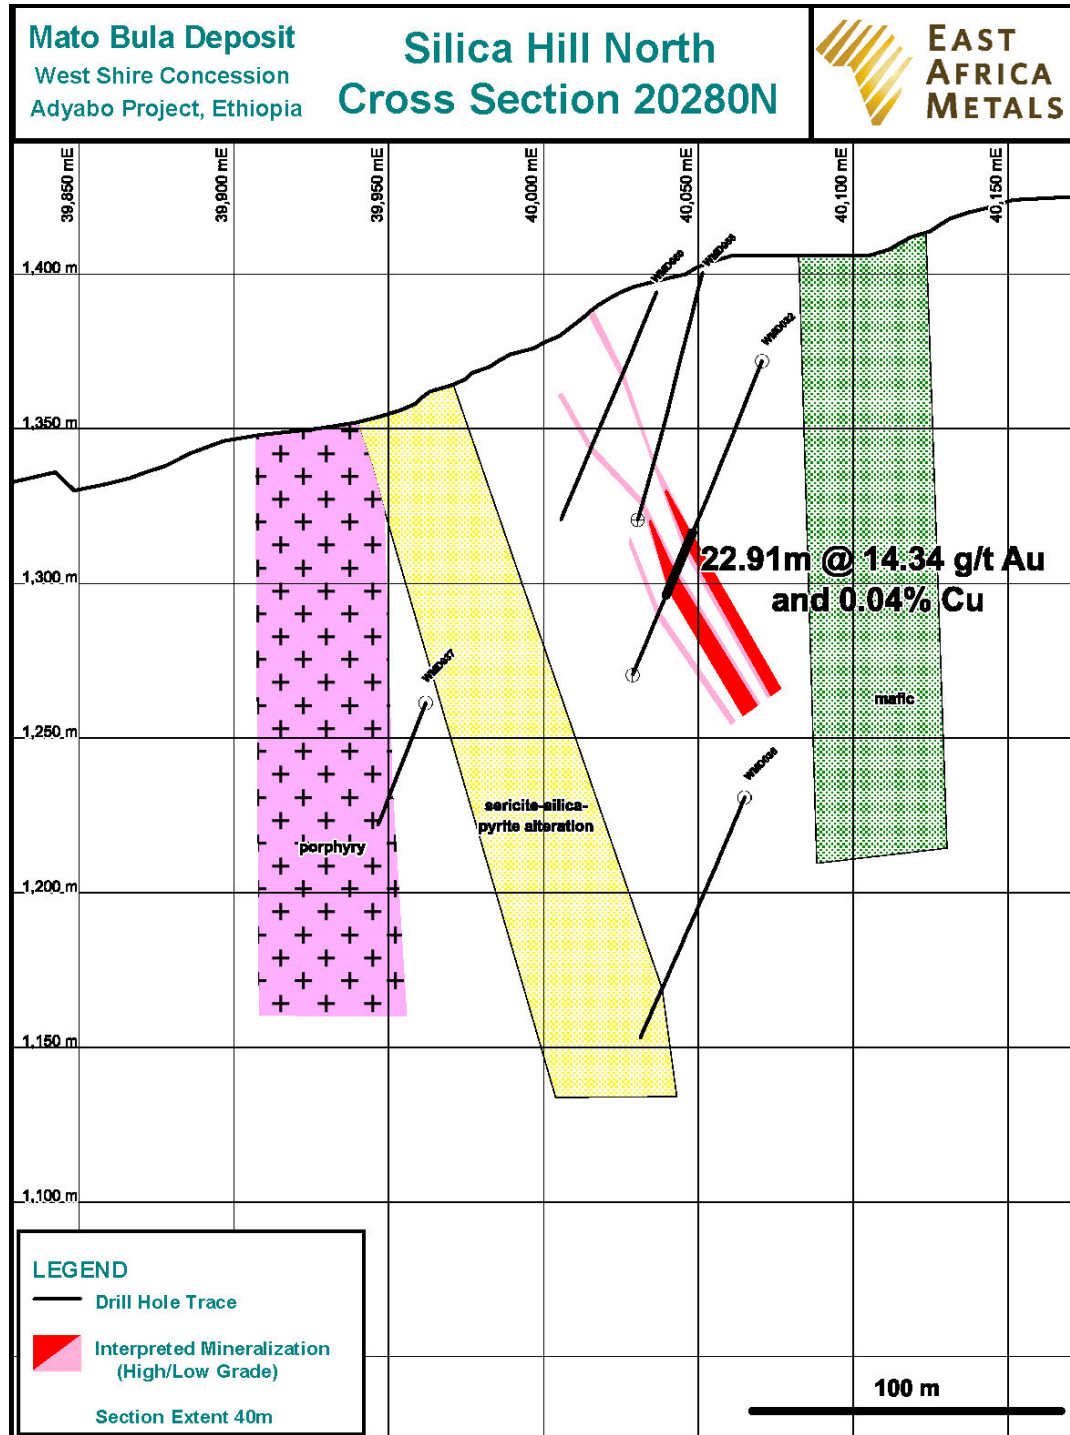 Mato Bula Deposit
West Shire Concession
Adyabo Project, Ethiopia
Silica Hill North
Cross Section 20280N
EAST
AFRICA
METALS
39,850 mE
39,900 mE
39,950 mE
40,000 mE
40,050 mE
40,100 mE
40,150 mE
1,400 m
WMD032
1,350 m
22.91m @ 14.34 g/t Au
and 0.04% Cu
1,300 m
WMD037
mafic
1,250 m
sericite-silica-
pyrite alteration
porphyry
1,200 m
1,150 m
1,100 m
LEGEND
Drill Hole Trace
Interpreted Mineralization
(High/Low Grade)
Section Extent 40m
100 m